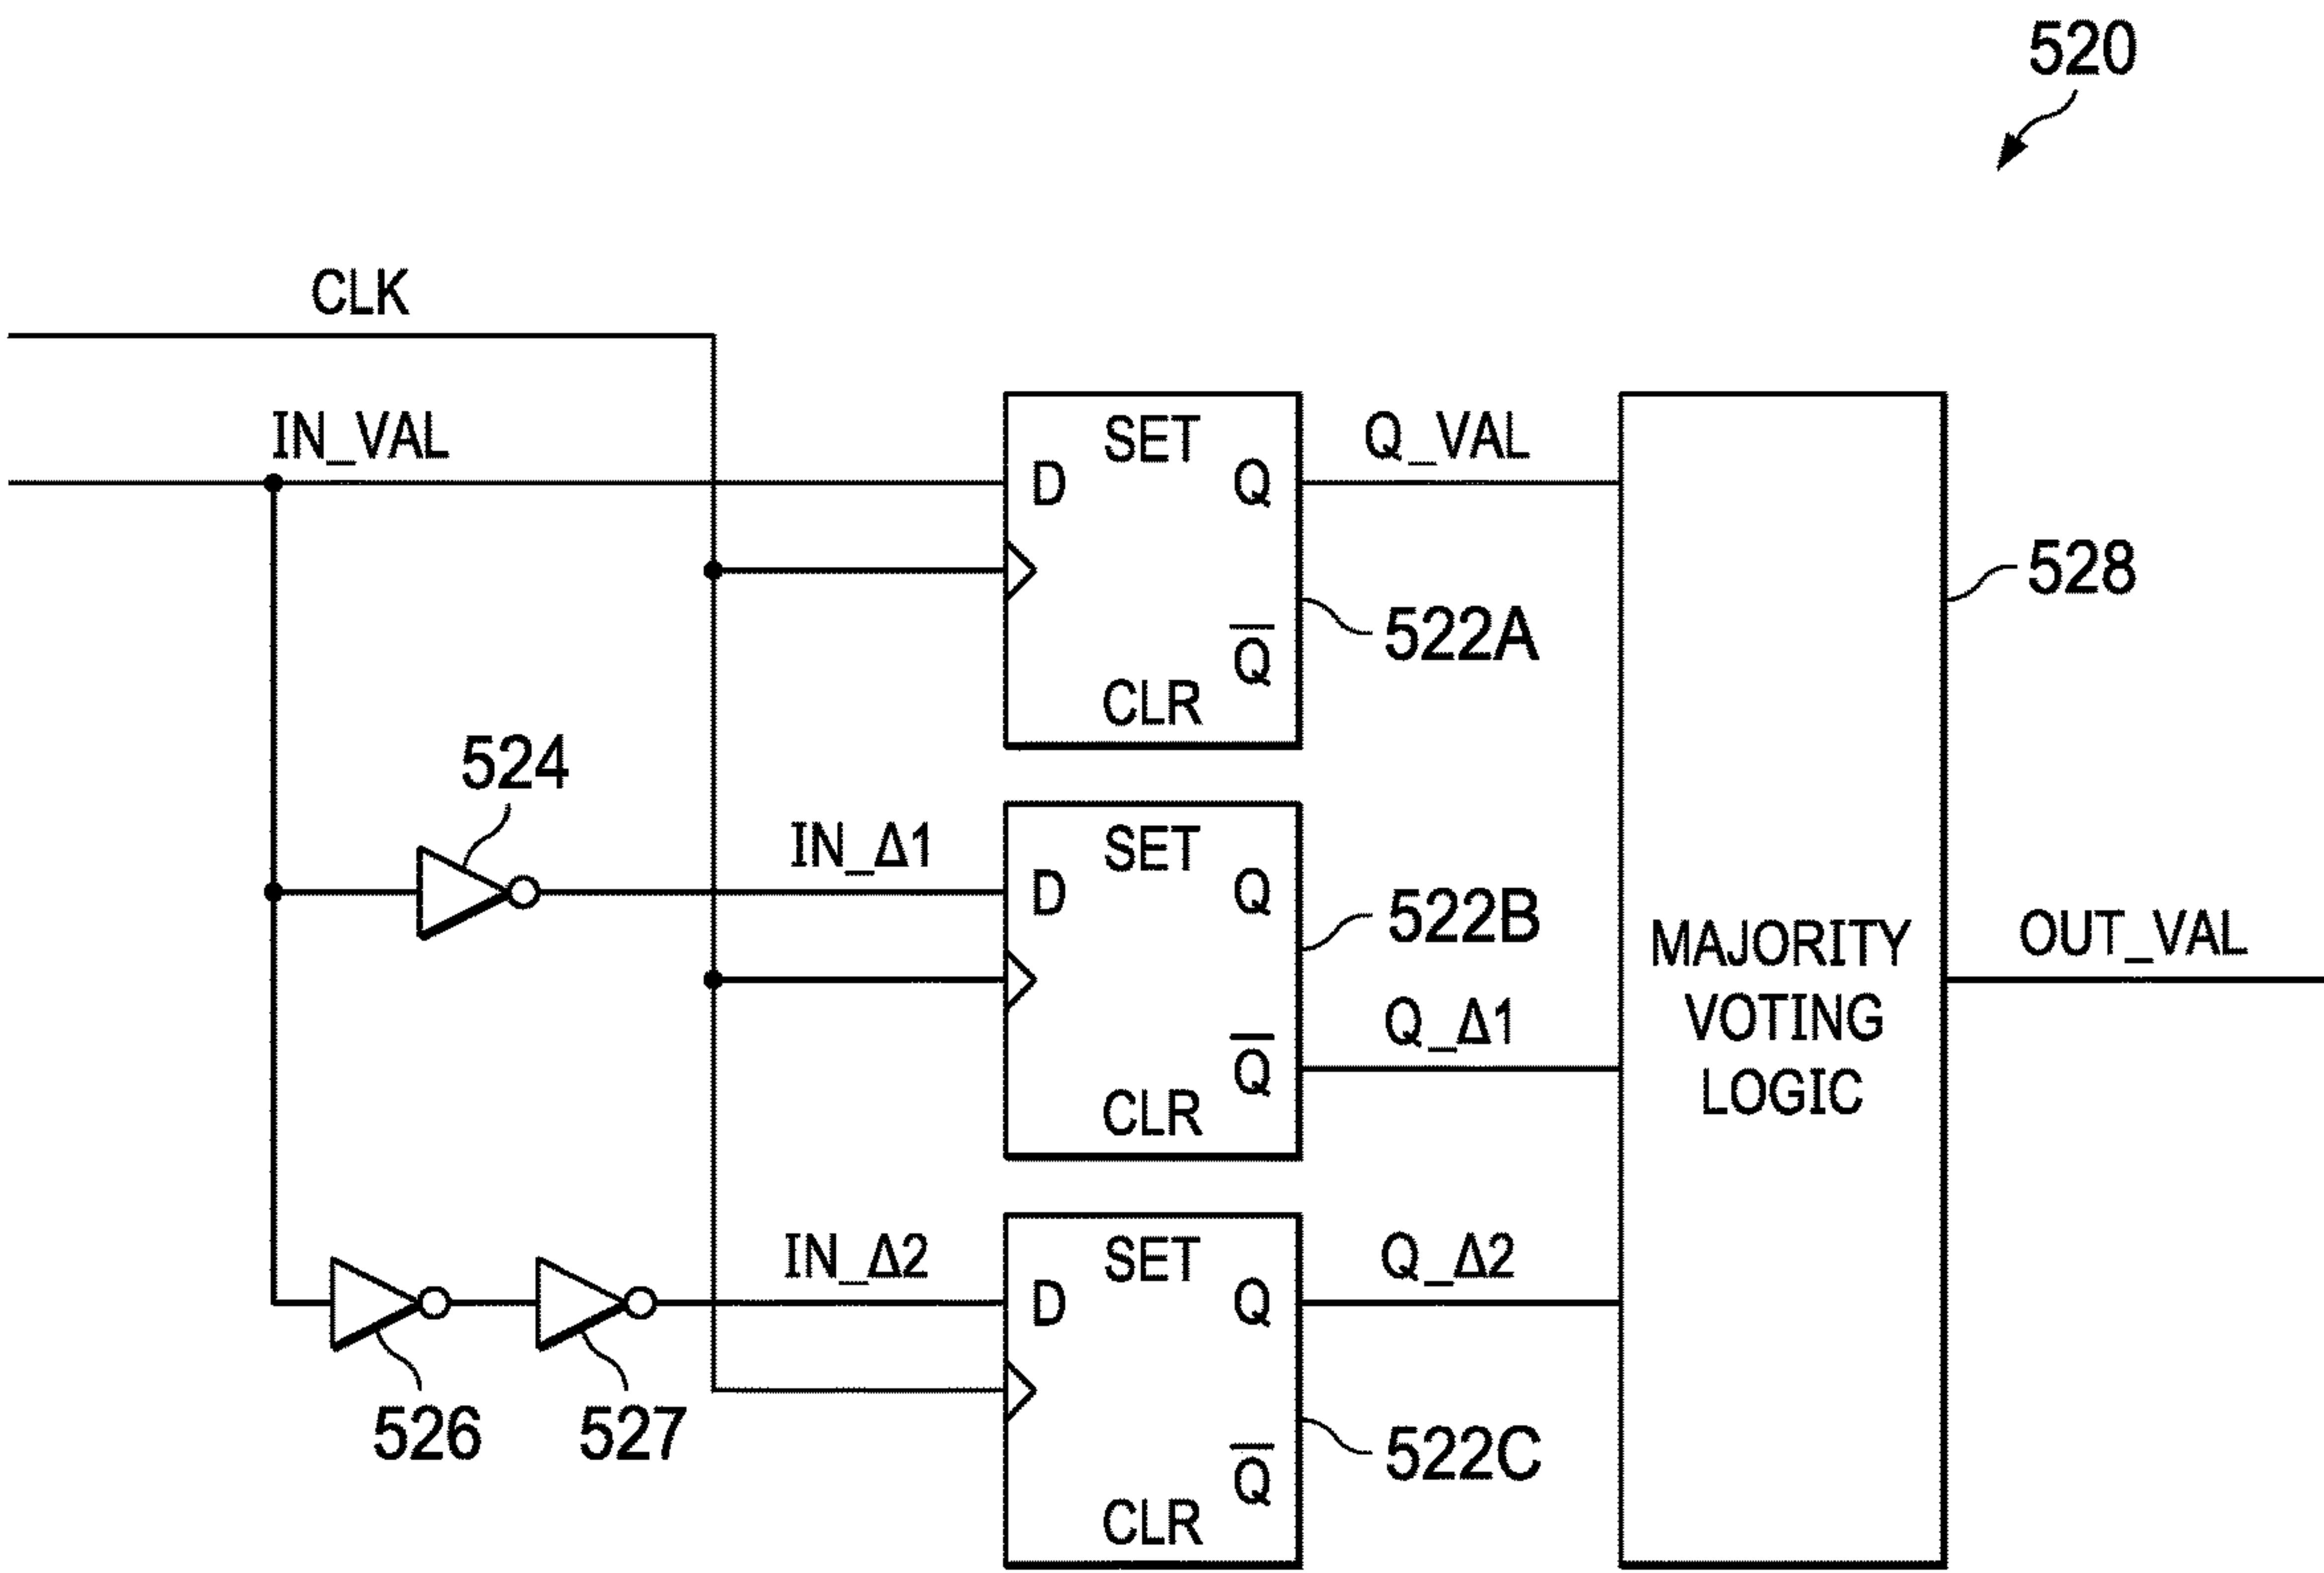 520
CLK
IN_VAL
SET
D
Q
Q_VAL
528
522A
Q̅
CLR
524
IN_Δ1
SET
D
Q
522B
MAJORITY
VOTING
LOGIC
OUT_VAL
Q_Δ1
Q̅
CLR
IN_Δ2
SET
D
Q
Q_Δ2
526
527
522C
Q̅
CLR